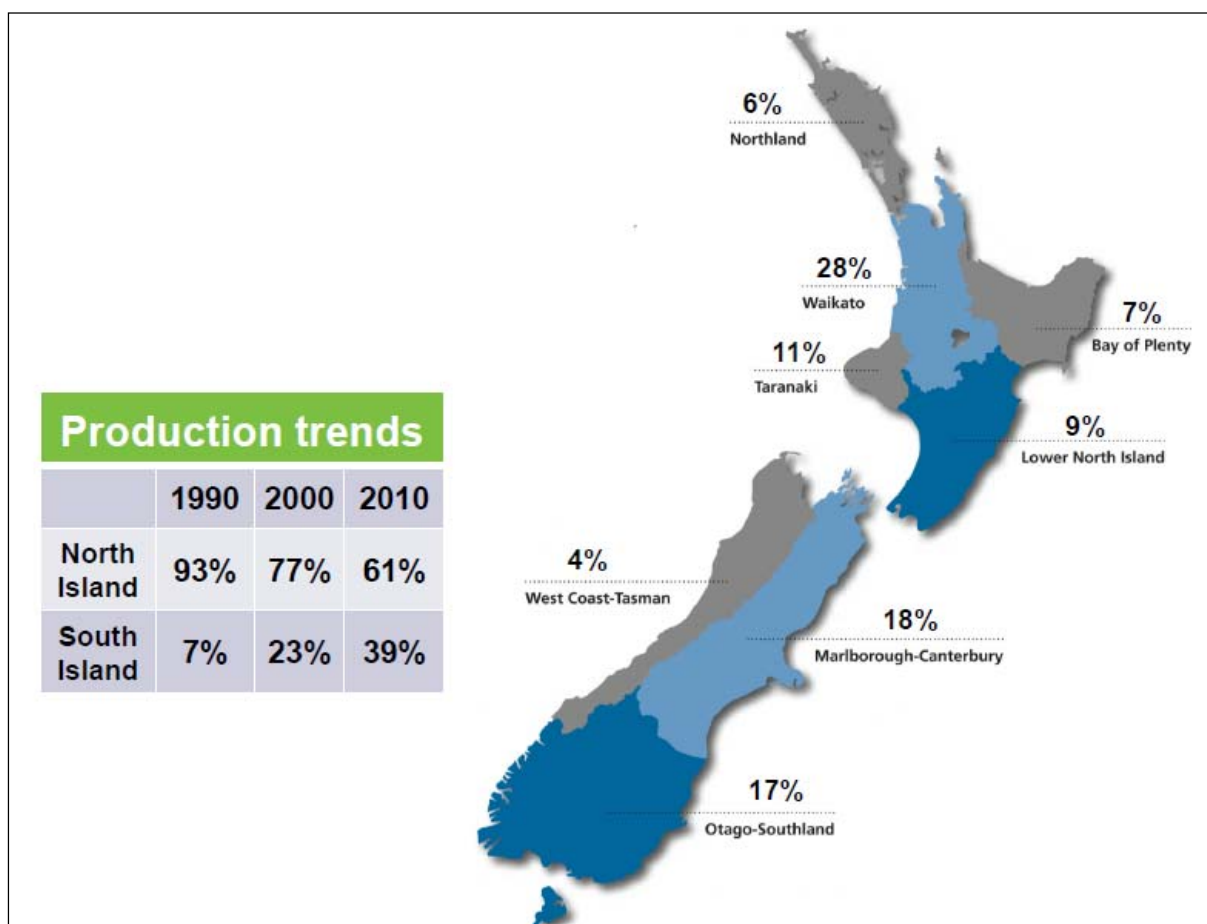 6%
Northland
28%
Waikato
7%
Bay of Plenty
11%
Taranaki
9%
Lower North Island
Production trends
1990 2000 2010
North
Island
93% 77% 61%
South
Island
7% 23% 39%
4%
West Coast-Tasman
18%
Marlborough-Canterbury
17%
Otago-Southland